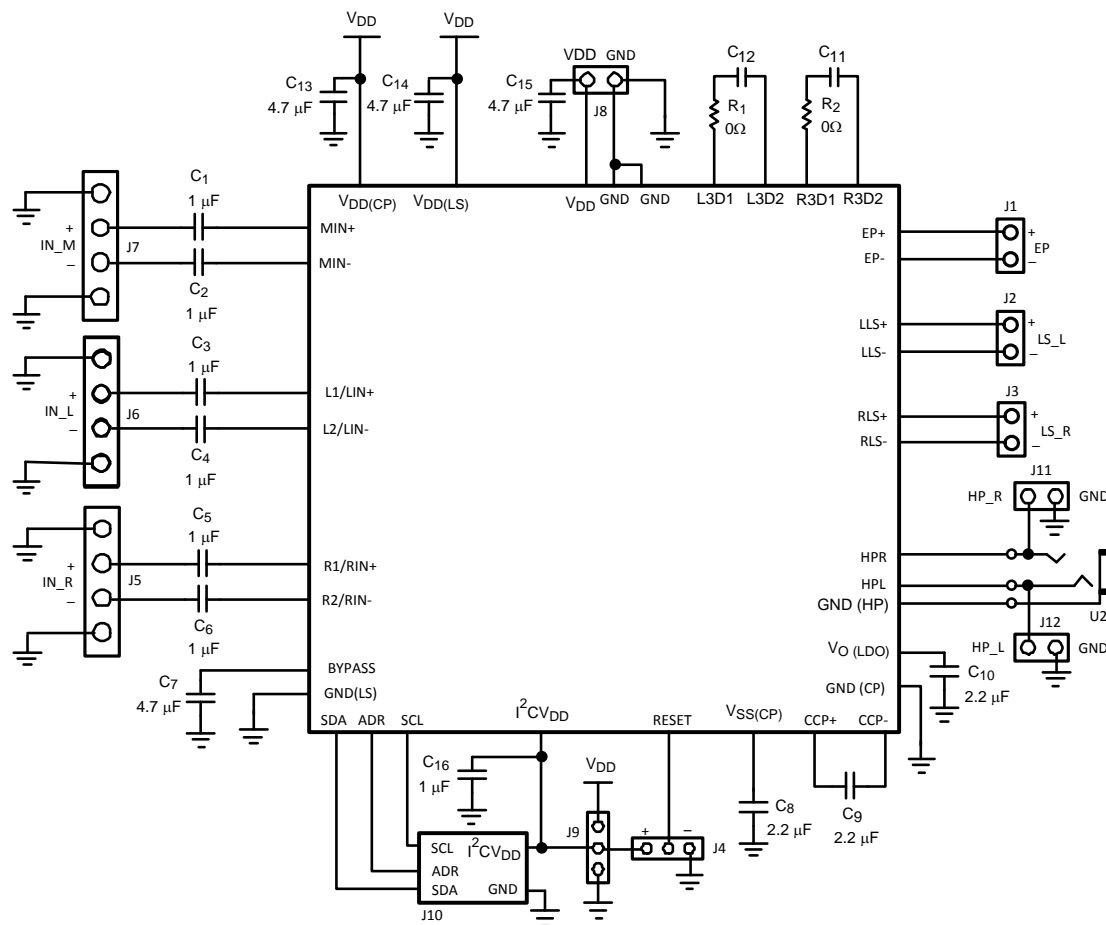 VDD VDD
C13 4.7 µF
C14 4.7 µF
C15 4.7 µF
VDD GND
J8
C12
R1 0Ω
C11
R2 0Ω
VDD(CP) VDD(LS) VDD GND GND L3D1 L3D2 R3D1 R3D2
C1
1 µF
+
IN_M
–
J7
C2
1 µF
MIN+
MIN-
C3
1 µF
+
IN_L
–
J6
C4
1 µF
L1/LIN+
L2/LIN-
C5
1 µF
+
IN_R
–
J5
C6
1 µF
R1/RIN+
R2/RIN-
C7
4.7 µF
BYPASS
GND(LS)
EP+
EP-
J1
+
EP
–
LLS+
LLS-
J2
+
LS_L
–
RLS+
RLS-
J3
+
LS_R
–
J11
HP_R GND
HPR
HPL
GND (HP)
U2
J12
HP_L GND
VO (LDO)
C10
2.2 µF
GND (CP)
SDA ADR SCL I²CVDD RESET VSS(CP) CCP+ CCP-
C16
1 µF
VDD
J9
+ –
J4
C8
2.2 µF
C9
2.2 µF
SCL I²CVDD
ADR
SDA GND
J10